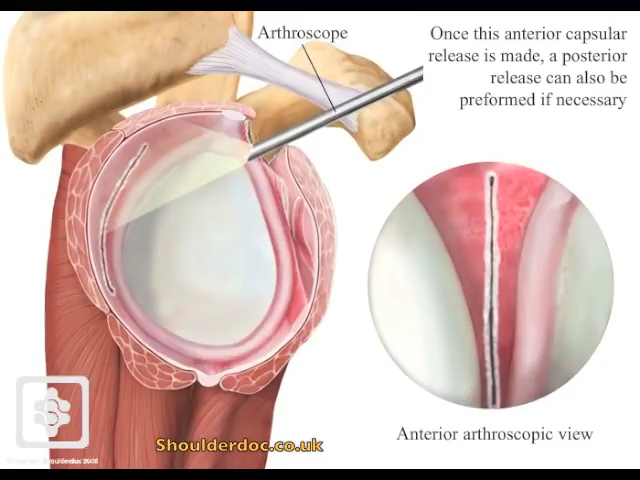 Arthroscope
Once this anterior capsular
release is made, a posterior
release can also be
preformed if necessary
Anterior arthroscopic view
Shoulderdoc.co.uk